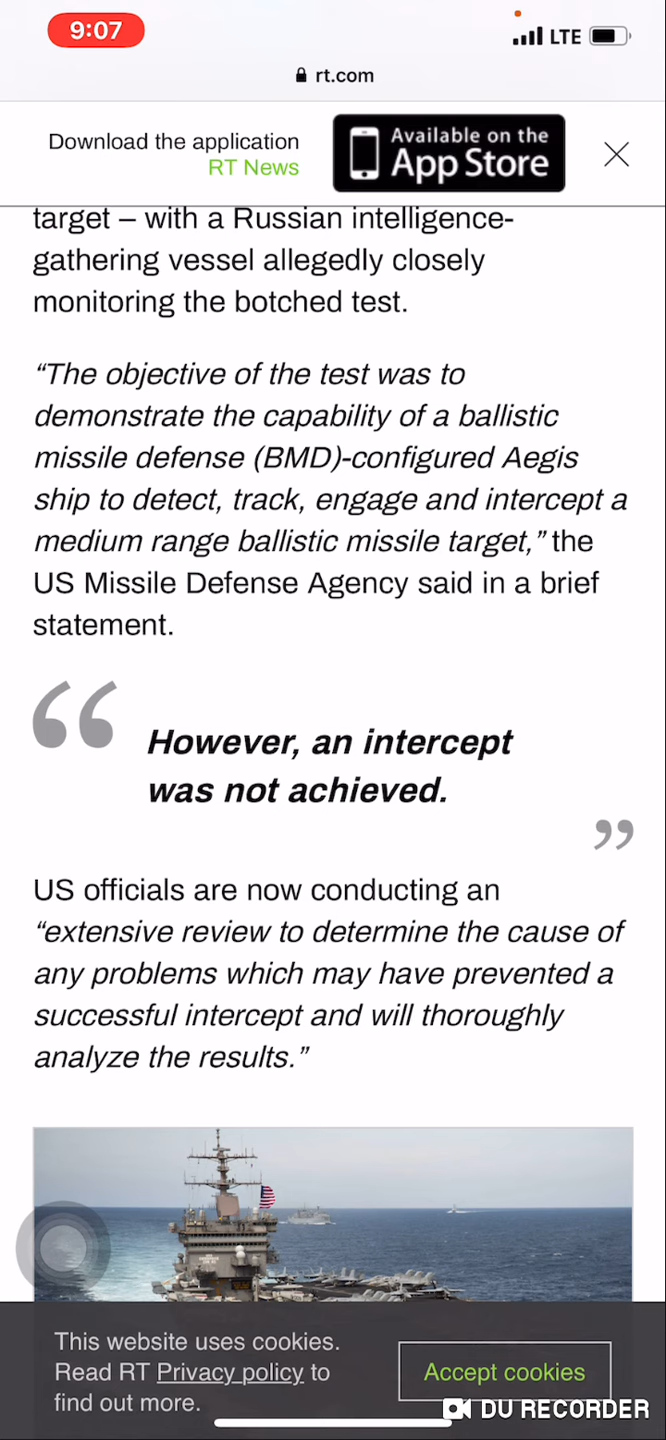 9:07
LTE
rt.com
Download the application
RT News
Available on the
App Store
target – with a Russian intelligence-
gathering vessel allegedly closely
monitoring the botched test.
“The objective of the test was to
demonstrate the capability of a ballistic
missile defense (BMD)-configured Aegis
ship to detect, track, engage and intercept a
medium range ballistic missile target,” the
US Missile Defense Agency said in a brief
statement.
“
However, an intercept
was not achieved.
”
US officials are now conducting an
“extensive review to determine the cause of
any problems which may have prevented a
successful intercept and will thoroughly
analyze the results.”
This website uses cookies.
Read RT Privacy policy to
find out more.
Accept cookies
DU RECORDER